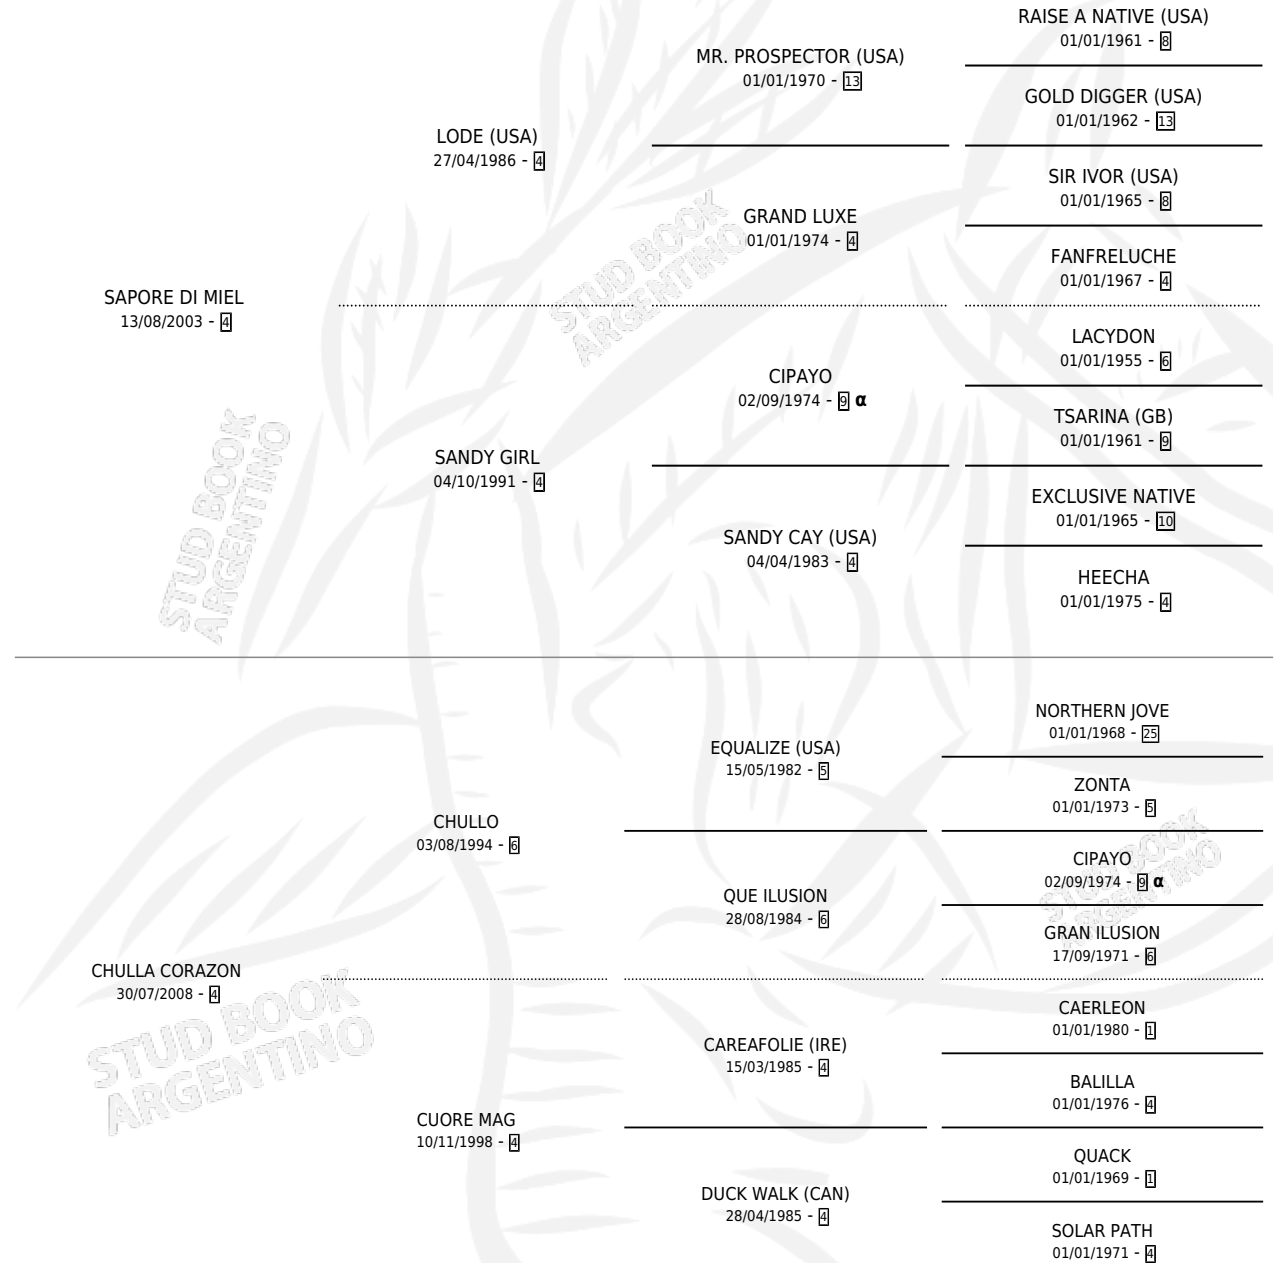 RAISE A NATIVE (USA)
01/01/1961 - 8
MR. PROSPECTOR (USA)
01/01/1970 - 13
GOLD DIGGER (USA)
01/01/1962 - 13
LODE (USA)
27/04/1986 - 4
SIR IVOR (USA)
01/01/1965 - 8
GRAND LUXE
01/01/1974 - 4
FANFRELUCHE
01/01/1967 - 4
SAPORE DI MIEL
13/08/2003 - 4
LACYDON
01/01/1955 - 6
CIPAYO
02/09/1974 - 9 α
TSARINA (GB)
01/01/1961 - 9
SANDY GIRL
04/10/1991 - 4
EXCLUSIVE NATIVE
01/01/1965 - 10
SANDY CAY (USA)
04/04/1983 - 4
HEECHA
01/01/1975 - 4
NORTHERN JOVE
01/01/1968 - 25
EQUALIZE (USA)
15/05/1982 - 5
ZONTA
01/01/1973 - 5
CHULLO
03/08/1994 - 6
CIPAYO
02/09/1974 - 9 α
QUE ILUSION
28/08/1984 - 6
GRAN ILUSION
17/09/1971 - 6
CHULLA CORAZON
30/07/2008 - 4
CAERLEON
01/01/1980 - 1
CAREAFOLIE (IRE)
15/03/1985 - 4
BALILLA
01/01/1976 - 4
CUORE MAG
10/11/1998 - 4
QUACK
01/01/1969 - 1
DUCK WALK (CAN)
28/04/1985 - 4
SOLAR PATH
01/01/1971 - 4
STUD BOOK
ARGENTINO
STUD BOOK
ARGENTINO
STUD BOOK
ARGENTINO
STUD BOOK
ARGENTINO